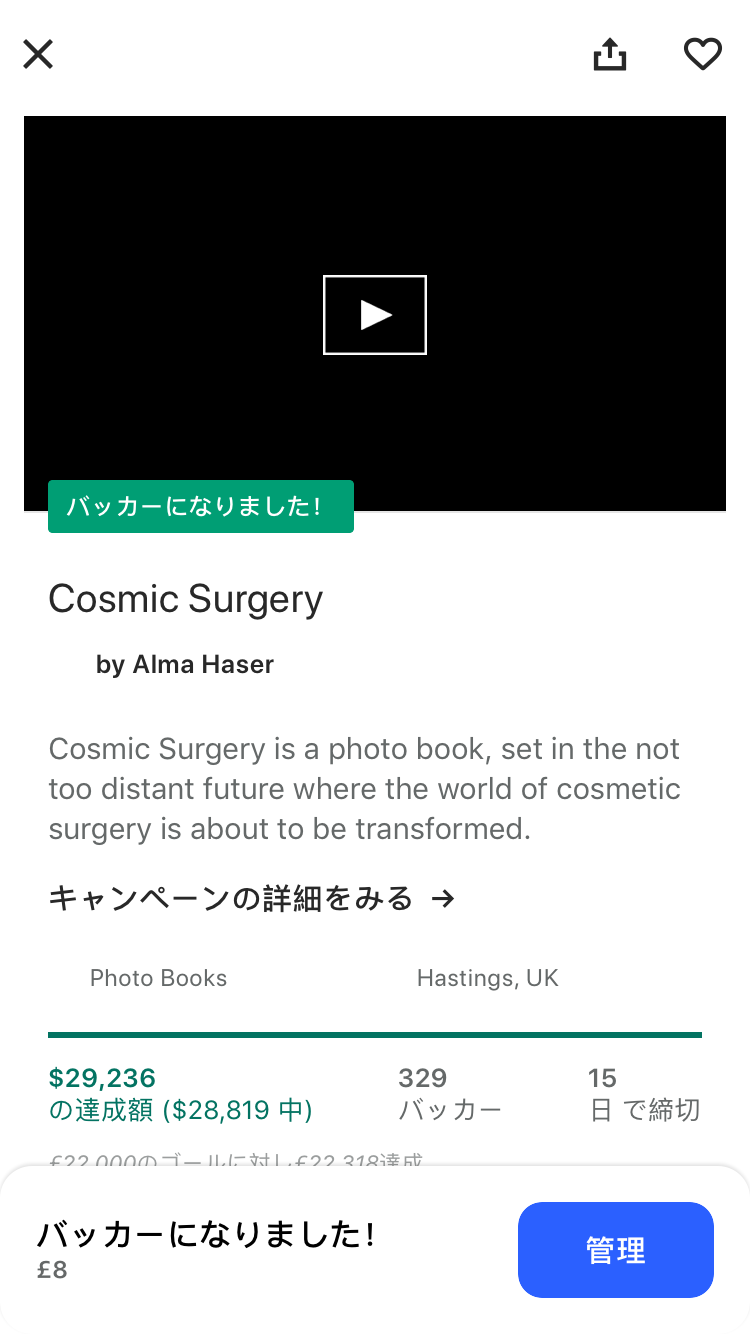 バッカーになりました！
Cosmic Surgery
by Alma Haser
Cosmic Surgery is a photo book, set in the not
too distant future where the world of cosmetic
surgery is about to be transformed.
キャンペーンの詳細をみる →
Photo Books
Hastings, UK
$29,236
の達成額 ($28,819 中)
329
バッカー
15
日 で締切
£22,000のゴールに対し£22,318達成
バッカーになりました！
£8
管理